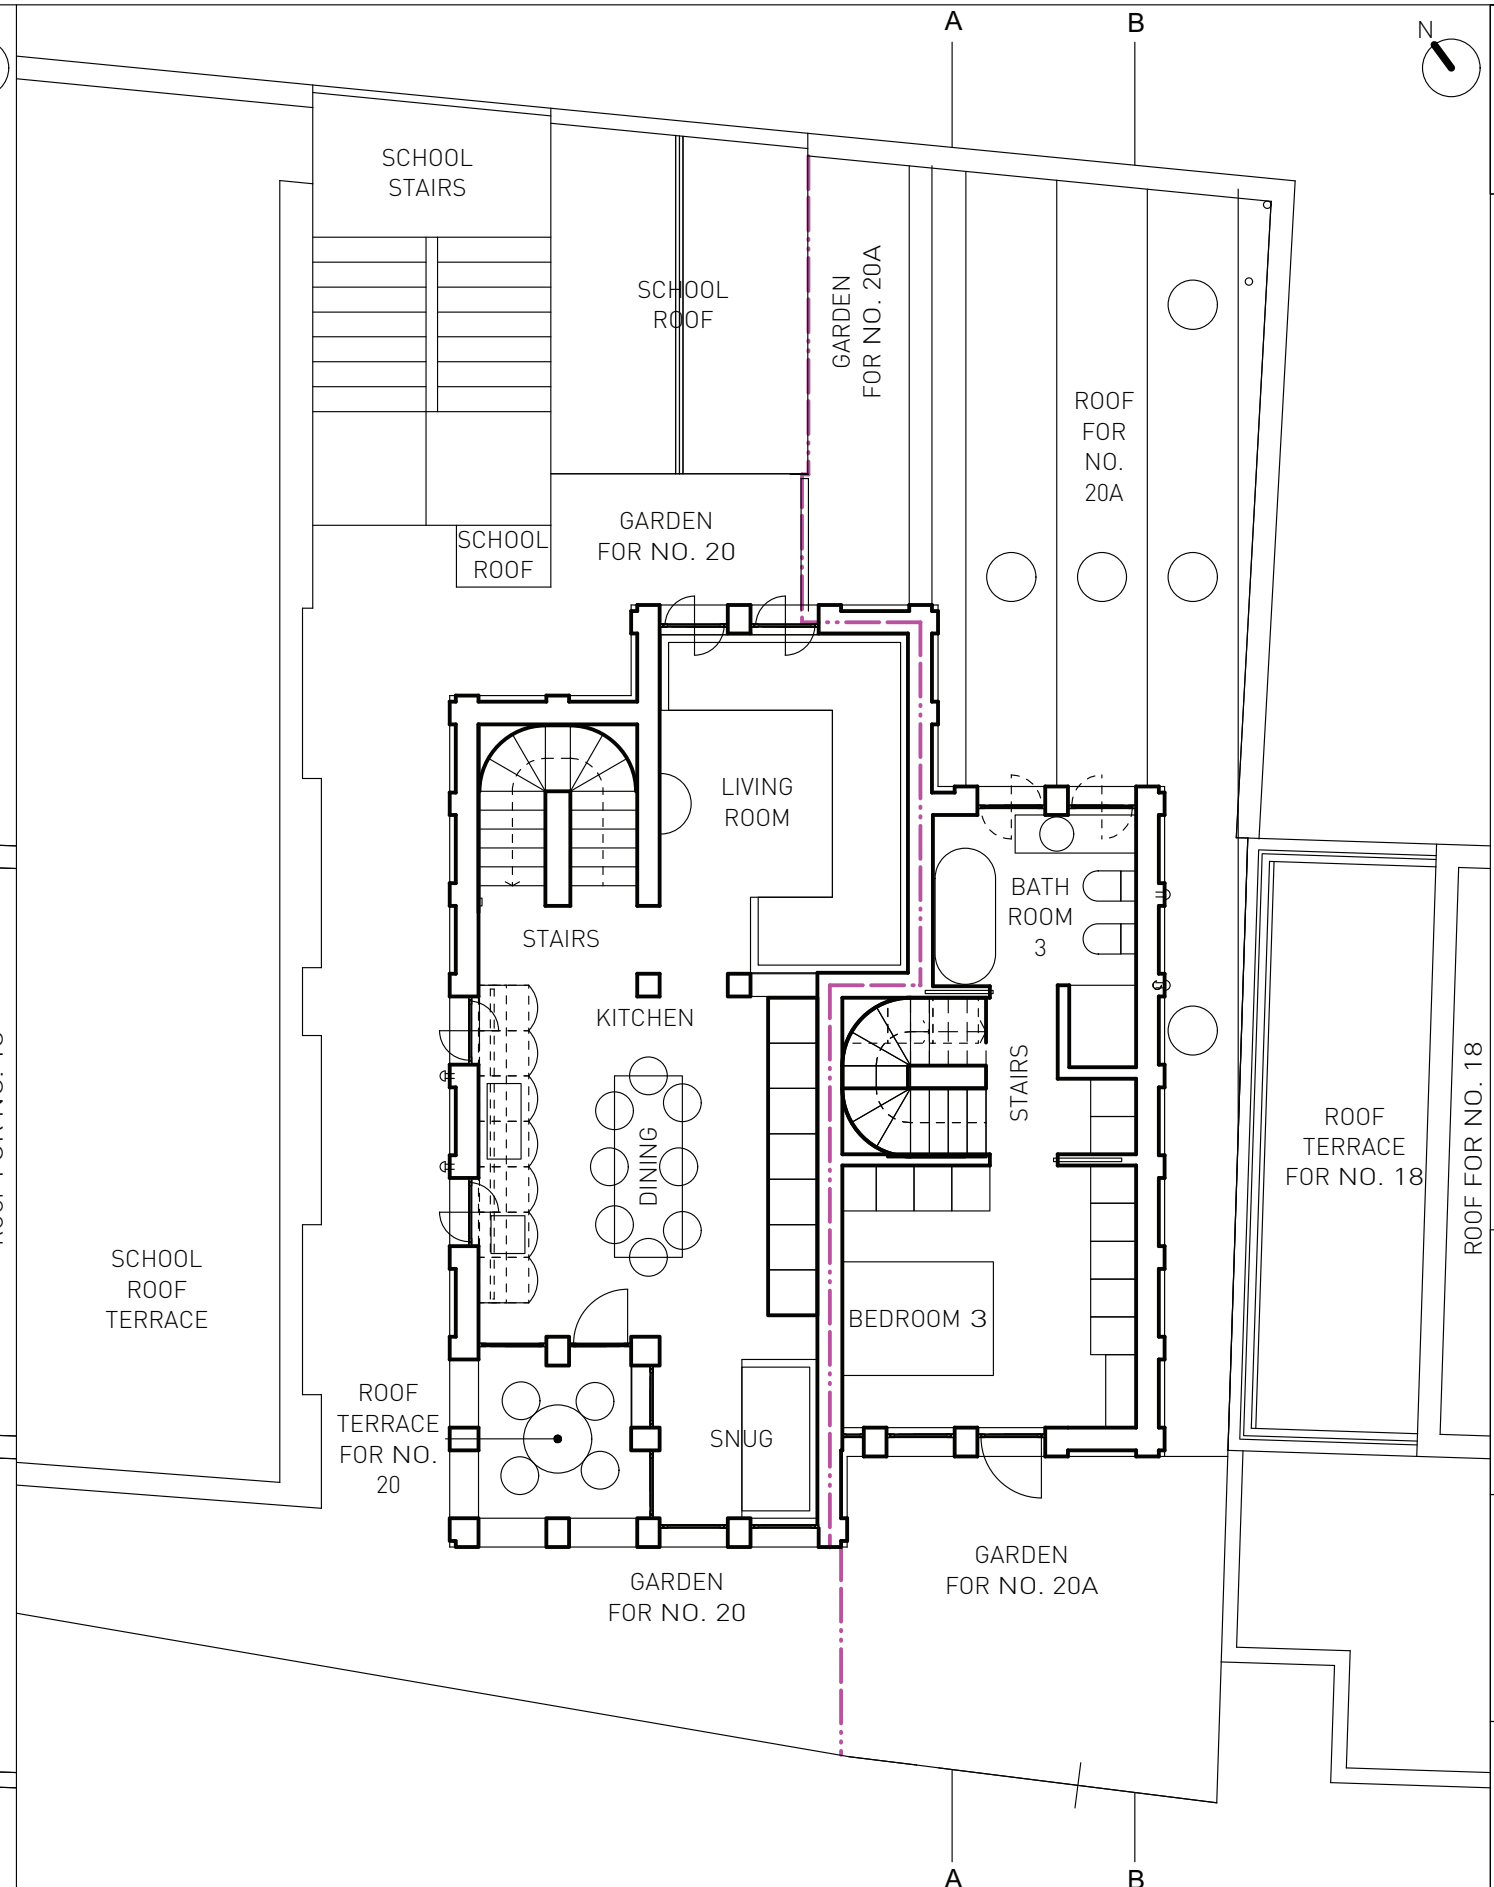 A
B
N
SCHOOL
STAIRS
SCHOOL
ROOF
GARDEN
FOR NO. 20A
ROOF
FOR
NO.
20A
GARDEN
FOR NO. 20
SCHOOL
ROOF
LIVING
ROOM
BATH
ROOM
3
STAIRS
KITCHEN
STAIRS
DINING
ROOF
TERRACE
FOR NO. 18
ROOF FOR NO. 18
SCHOOL
ROOF
TERRACE
BEDROOM 3
ROOF
TERRACE
FOR NO.
20
SNUG
GARDEN
FOR NO. 20
GARDEN
FOR NO. 20A
A
B